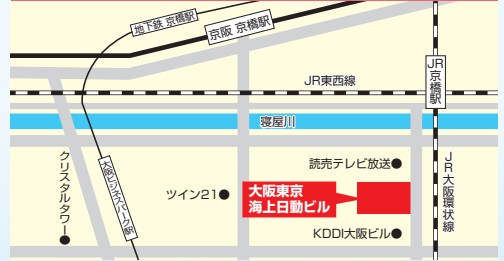 地下鉄 京橋駅
京阪 京橋駅
JR京橋駅
JR東西線
寝屋川
クリスタルタワー
大阪ビジネスパーク駅
ツイン21
読売テレビ放送
大阪東京
海上日動ビル
KDDI大阪ビル
JR大阪環状線